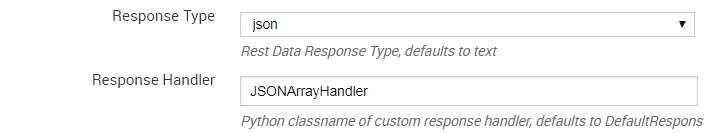 Response Type
json
Rest Data Response Type, defaults to text
Response Handler
JSONArrayHandler
Python classname of custom response handler, defaults to DefaultRespons